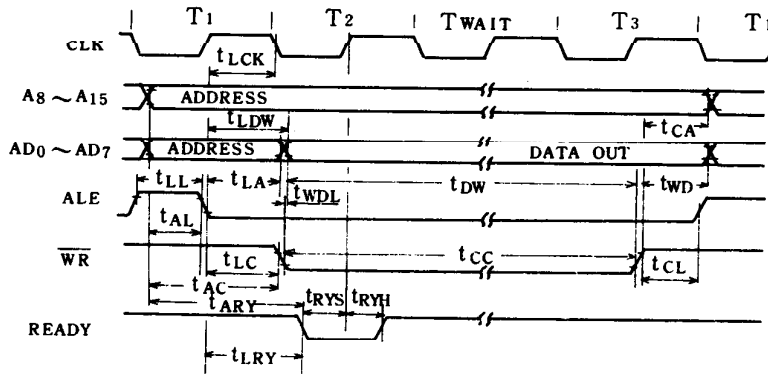 T1 T2 TWAIT T3 T1
CLK
tLCK
A8 ~ A15 ADDRESS
tLDW tCA
AD0 ~ AD7 ADDRESS DATA OUT
tLL tLA tDW tWD
ALE tWDL
tAL
WR tCC
tLC tCL
tAC
tARY tRYS tRYH
READY
tLRY